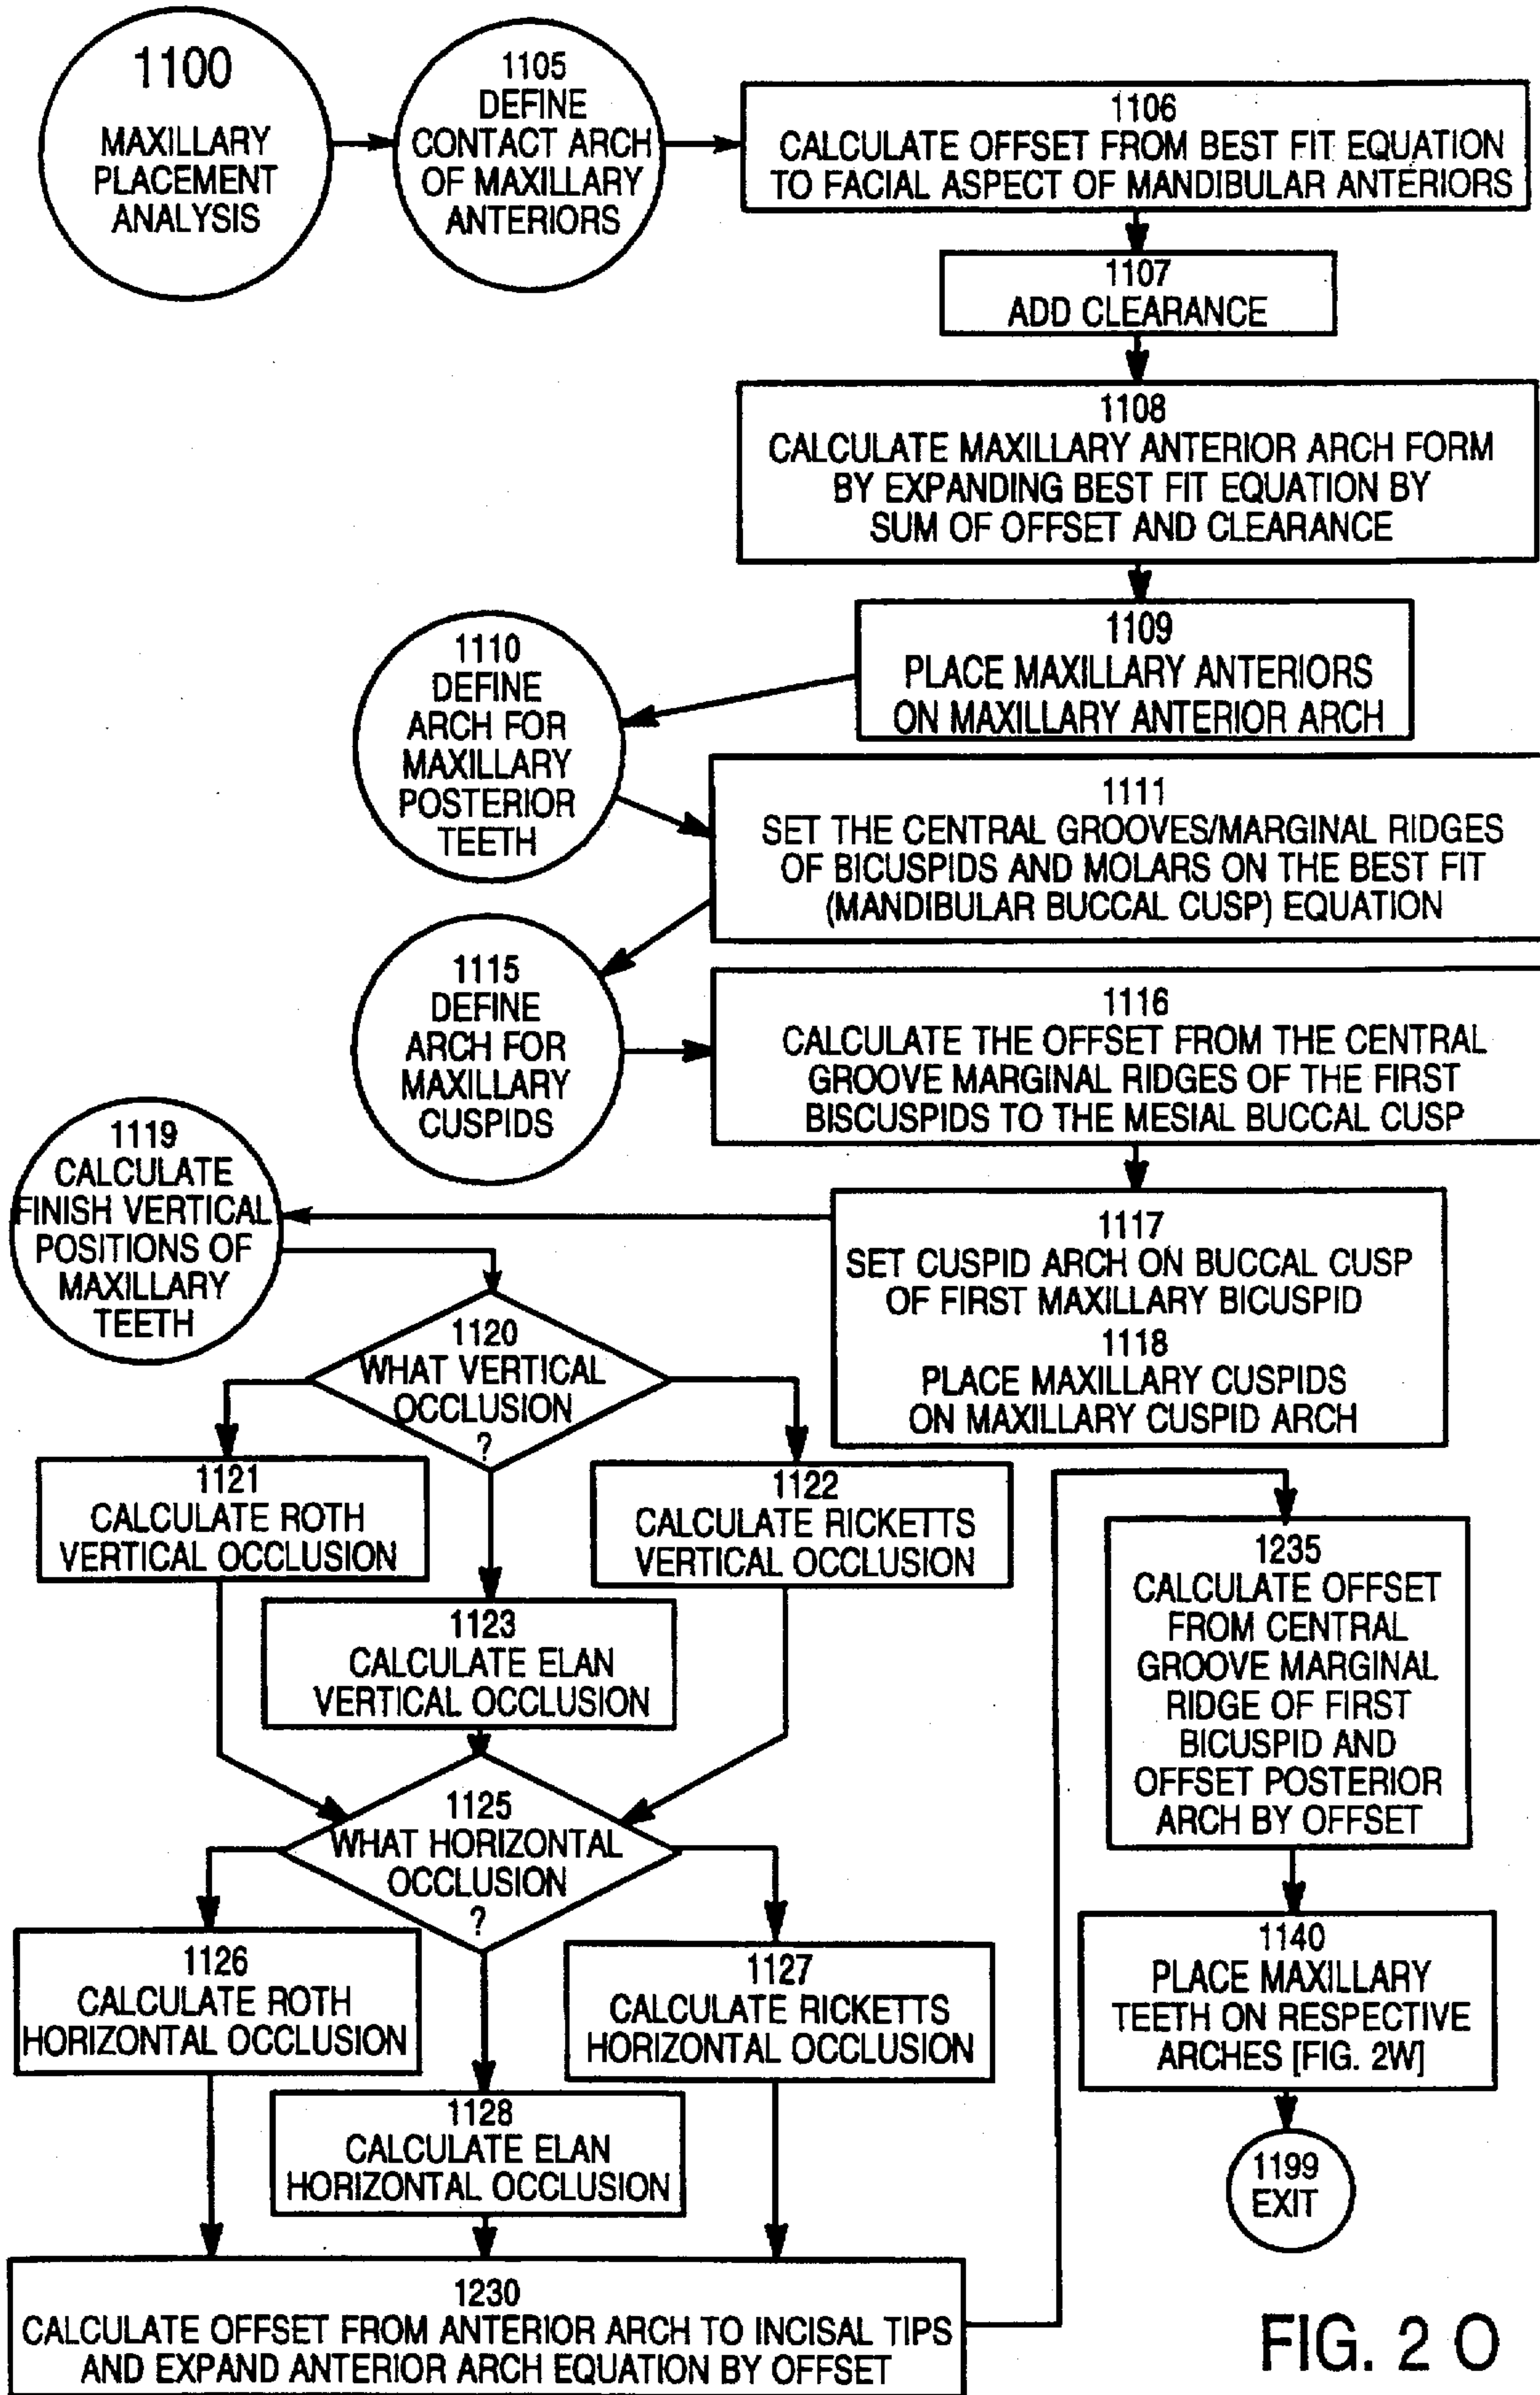 1100
MAXILLARY
PLACEMENT
ANALYSIS
1105
DEFINE
CONTACT ARCH
OF MAXILLARY
ANTERIORS
1106
CALCULATE OFFSET FROM BEST FIT EQUATION
TO FACIAL ASPECT OF MANDIBULAR ANTERIORS
1107
ADD CLEARANCE
1108
CALCULATE MAXILLARY ANTERIOR ARCH FORM
BY EXPANDING BEST FIT EQUATION BY
SUM OF OFFSET AND CLEARANCE
1109
PLACE MAXILLARY ANTERIORS
ON MAXILLARY ANTERIOR ARCH
1110
DEFINE
ARCH FOR
MAXILLARY
POSTERIOR
TEETH
1111
SET THE CENTRAL GROOVES/MARGINAL RIDGES
OF BICUSPIDS AND MOLARS ON THE BEST FIT
(MANDIBULAR BUCCAL CUSP) EQUATION
1115
DEFINE
ARCH FOR
MAXILLARY
CUSPIDS
1116
CALCULATE THE OFFSET FROM THE CENTRAL
GROOVE MARGINAL RIDGES OF THE FIRST
BISCUSPIDS TO THE MESIAL BUCCAL CUSP
1117
SET CUSPID ARCH ON BUCCAL CUSP
OF FIRST MAXILLARY BICUSPID
1118
PLACE MAXILLARY CUSPIDS
ON MAXILLARY CUSPID ARCH
1119
CALCULATE
FINISH VERTICAL
POSITIONS OF
MAXILLARY
TEETH
1120
WHAT VERTICAL
OCCLUSION
?
1121
CALCULATE ROTH
VERTICAL OCCLUSION
1122
CALCULATE RICKETTS
VERTICAL OCCLUSION
1123
CALCULATE ELAN
VERTICAL OCCLUSION
1125
WHAT HORIZONTAL
OCCLUSION
?
1126
CALCULATE ROTH
HORIZONTAL OCCLUSION
1127
CALCULATE RICKETTS
HORIZONTAL OCCLUSION
1128
CALCULATE ELAN
HORIZONTAL OCCLUSION
1230
CALCULATE OFFSET FROM ANTERIOR ARCH TO INCISAL TIPS
AND EXPAND ANTERIOR ARCH EQUATION BY OFFSET
1235
CALCULATE OFFSET
FROM CENTRAL
GROOVE MARGINAL
RIDGE OF FIRST
BICUSPID AND
OFFSET POSTERIOR
ARCH BY OFFSET
1140
PLACE MAXILLARY
TEETH ON RESPECTIVE
ARCHES [FIG. 2W]
1199
EXIT
FIG. 2 O